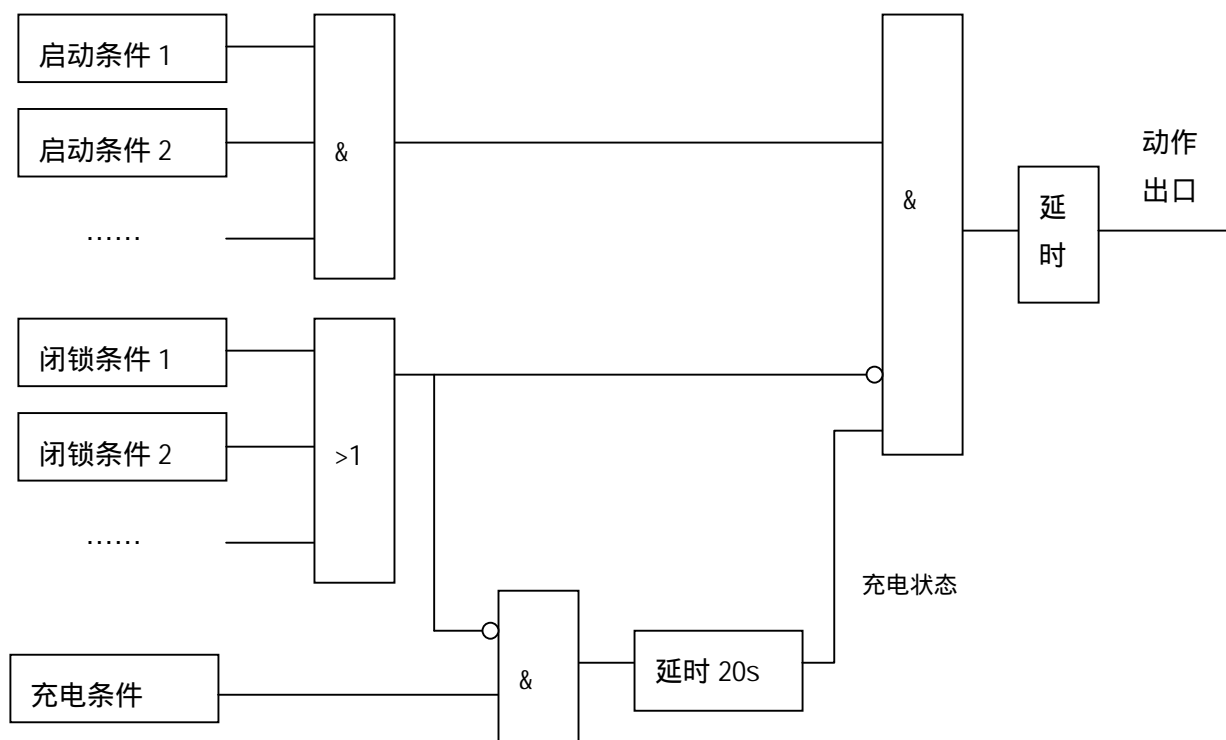 启动条件 1
启动条件 2
&
……
&
动作
出口
延
时
闭锁条件 1
闭锁条件 2
>1
……
充电状态
充电条件
&
延时 20s